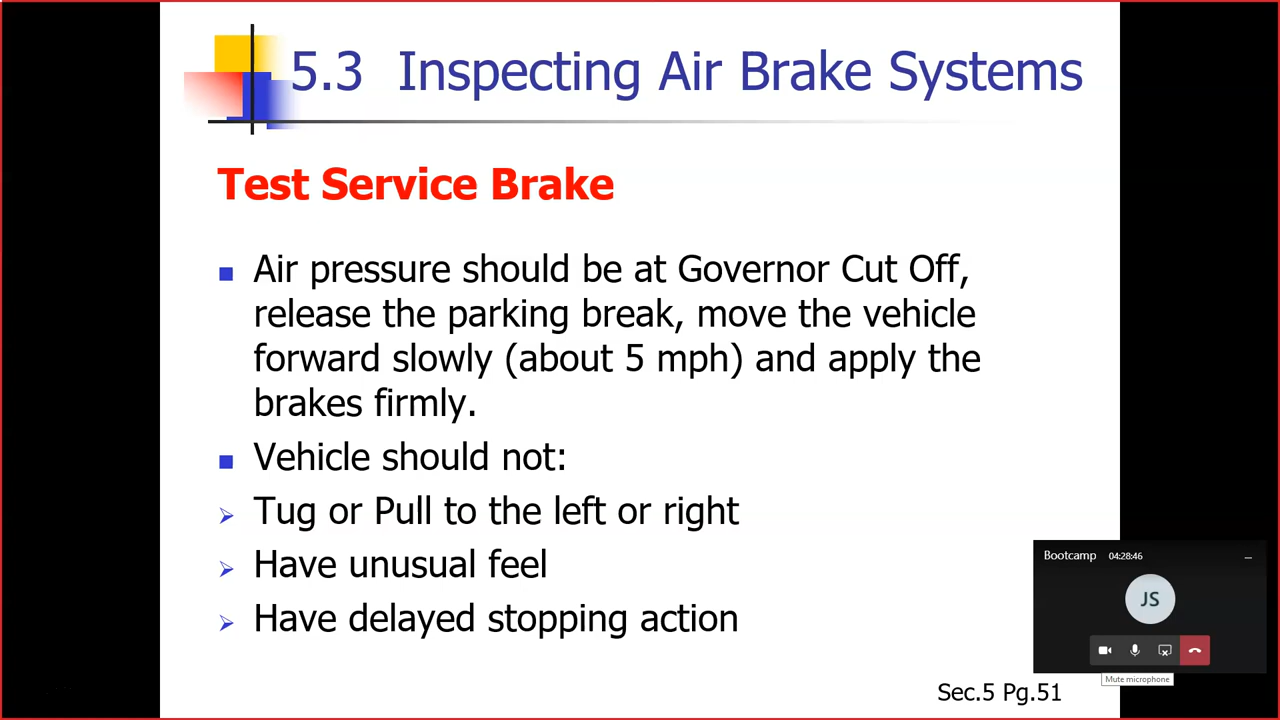 5.3 Inspecting Air Brake Systems
Test Service Brake
Air pressure should be at Governor Cut Off,
release the parking break, move the vehicle
forward slowly (about 5 mph) and apply the
brakes firmly.
Vehicle should not:
Tug or Pull to the left or right
Have unusual feel
Have delayed stopping action
Bootcamp 04:28:46
JS
Mute microphone
Sec.5 Pg.51